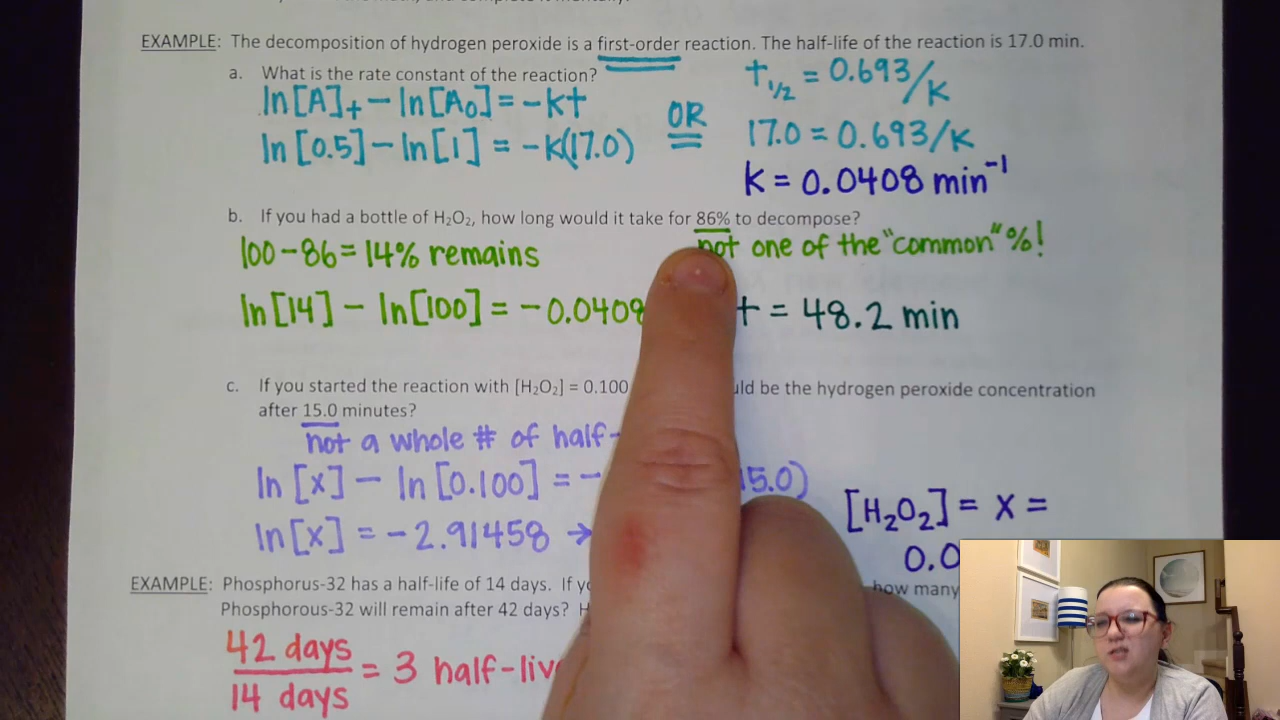 EXAMPLE: The decomposition of hydrogen peroxide is a first-order reaction. The half-life of the reaction is 17.0 min.
a. What is the rate constant of the reaction?
ln[A]t – ln[A0] = -kt
ln[0.5] – ln[1] = -k(17.0)
OR
t1/2 = 0.693/k
17.0 = 0.693/k
k = 0.0408 min⁻¹
b. If you had a bottle of H₂O₂, how long would it take for 86% to decompose?
100 – 86 = 14% remains
not one of the "common" %!
ln[14] – ln[100] = -0.0408
t = 48.2 min
c. If you started the reaction with [H₂O₂] = 0.100 be the hydrogen peroxide concentration
after 15.0 minutes?
not a whole # of half-
ln[x] – ln[0.100] = – 15.0)
ln[x] = -2.91458 →
[H₂O₂] = x =
0.0
EXAMPLE: Phosphorus-32 has a half-life of 14 days. If how many
Phosphorous-32 will remain after 42 days?
42 days
14 days
= 3